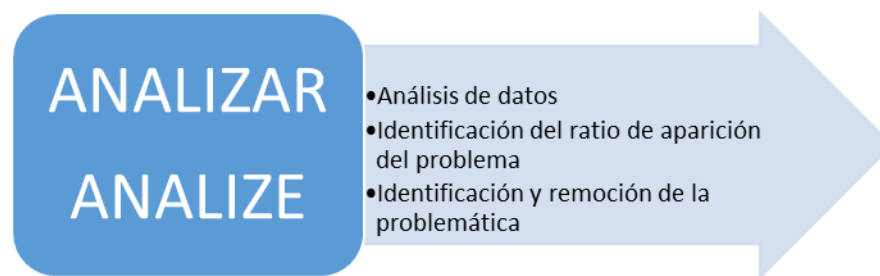 ANALIZAR
ANALIZE
•Análisis de datos
•Identificación del ratio de aparición
del problema
•Identificación y remoción de la
problemática